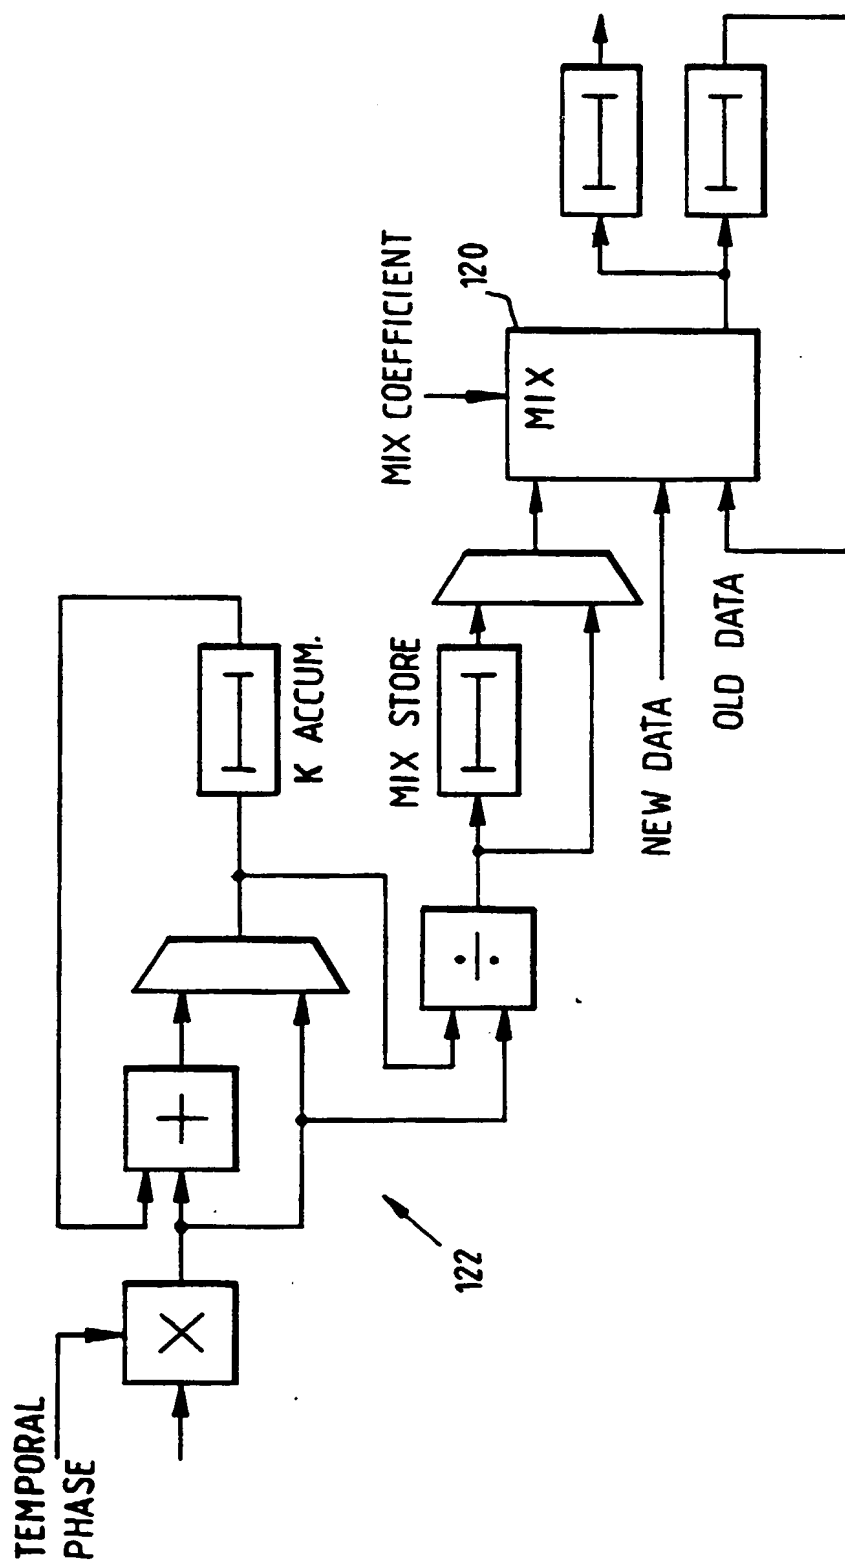 TEMPORAL
PHASE
122
K ACCUM.
MIX STORE
MIX COEFFICIENT
120
MIX
NEW DATA
OLD DATA